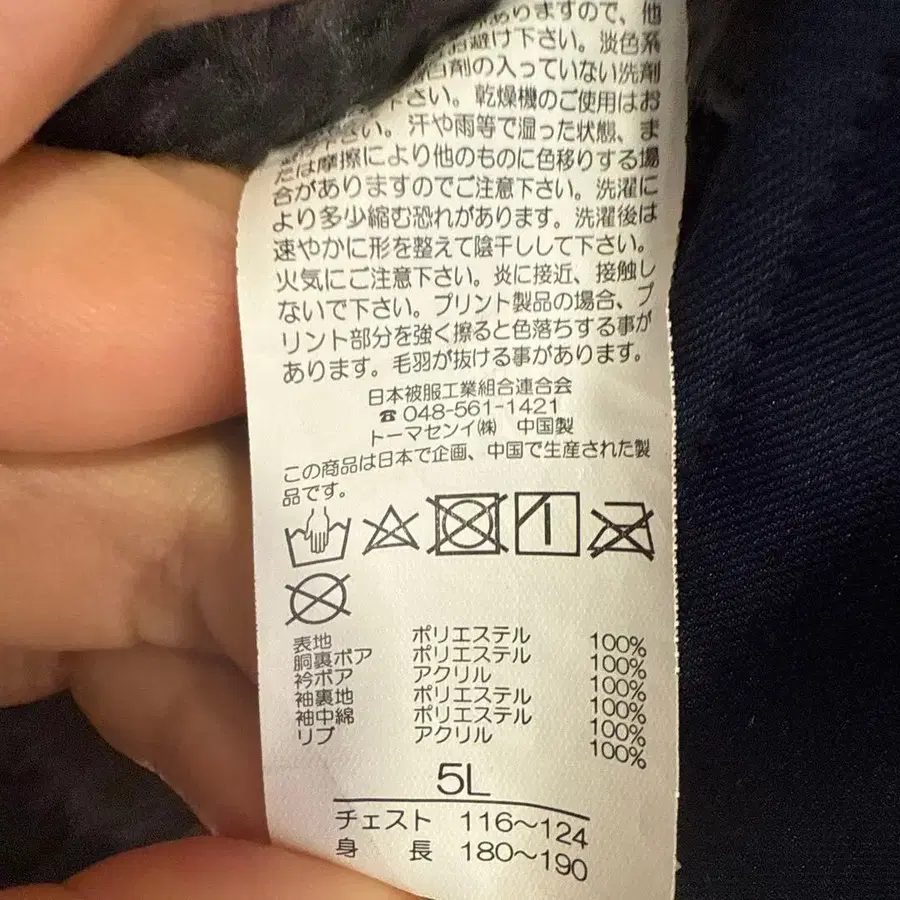 ありますので、他
お避け下さい。淡色系
白剤の入っていない洗剤
下さい。乾燥機のご使用はお
さい。汗や雨等で湿った状態、ま
たは摩擦により他のものに色移りする場
合がありますのでご注意下さい。洗濯に
より多少縮む恐れがあります。洗濯後は
速やかに形を整えて陰干しして下さい。
火気にご注意下さい。炎に接近、接触し
ないで下さい。プリント製品の場合、プ
リント部分を強く擦ると色落ちする事が
あります。毛羽が抜ける事があります。
日本被服工業組合連合会
☎ 048-561-1421
トーマセンイ㈱ 中国製
この商品は日本で企画、中国で生産された製
品です。
表地 ポリエステル 100%
胴裏ボア ポリエステル 100%
衿ボア アクリル 100%
袖裏地 ポリエステル 100%
袖中綿 ポリエステル 100%
リブ アクリル 100%
5L
チェスト 116～124
身長 180～190